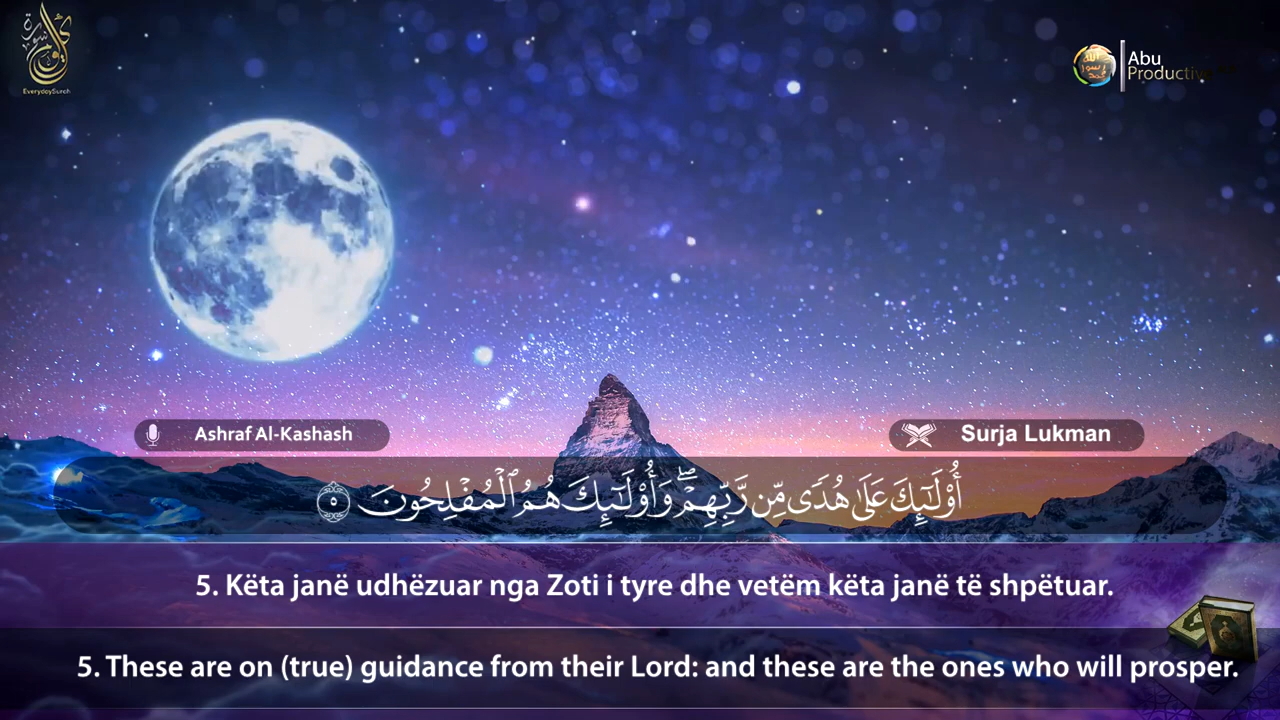 EverydaySurah
Abu
Productive
Ashraf Al-Kashash
Surja Lukman
أُو۟لَـٰٓئِكَ عَلَىٰ هُدًى مِّن رَّبِّهِمْ ۖ وَأُو۟لَـٰٓئِكَ هُمُ ٱلْمُفْلِحُونَ ٥
5. Këta janë udhëzuar nga Zoti i tyre dhe vetëm këta janë të shpëtuar.
5. These are on (true) guidance from their Lord: and these are the ones who will prosper.